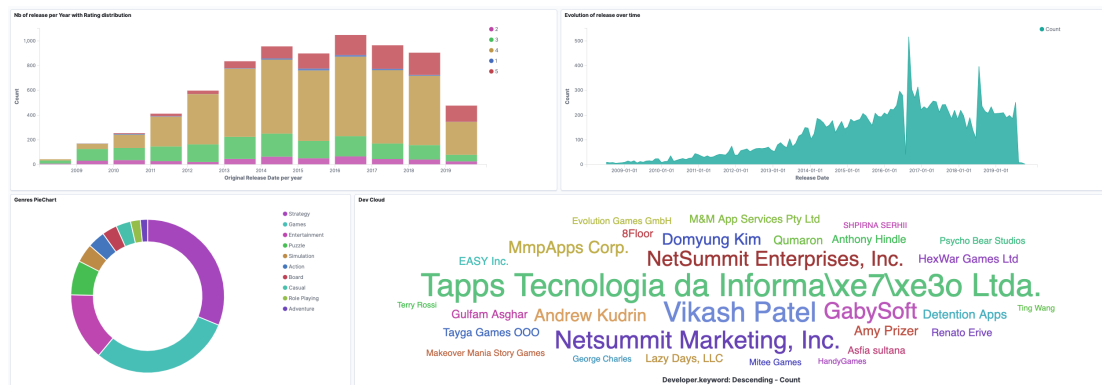 Nb of release per Year with Rating distribution
1,000
800
600
400
200
0
Count
2009
2010
2011
2012
2013
2014
2015
2016
2017
2018
2019
Original Release Date per year
2
3
4
1
5
Evolution of release over time
500
400
300
200
100
0
Count
2009-01-01
2010-01-01
2011-01-01
2012-01-01
2013-01-01
2014-01-01
2015-01-01
2016-01-01
2017-01-01
2018-01-01
2019-01-01
Release Date
Count
Genres PieChart
Strategy
Games
Entertainment
Puzzle
Simulation
Action
Board
Casual
Role Playing
Adventure
Dev Cloud
Evolution Games GmbH
M&M App Services Pty Ltd
SHPIRNA SERHII
8Floor
MmpApps Corp.
Domyung Kim
Qumaron
Anthony Hindle
Psycho Bear Studios
EASY Inc.
NetSummit Enterprises, Inc.
HexWar Games Ltd
Tapps Tecnologia da Informa\xe7\xe3o Ltda.
Terry Rossi
Gulfam Asghar
Andrew Kudrin
Vikash Patel
GabySoft
Detention Apps
Ting Wang
Tayga Games OOO
Netsummit Marketing, Inc.
Amy Prizer
Renato Erive
Makeover Mania Story Games
George Charles
Lazy Days, LLC
Mitee Games
HandyGames
Asfia sultana
Developer.keyword: Descending - Count